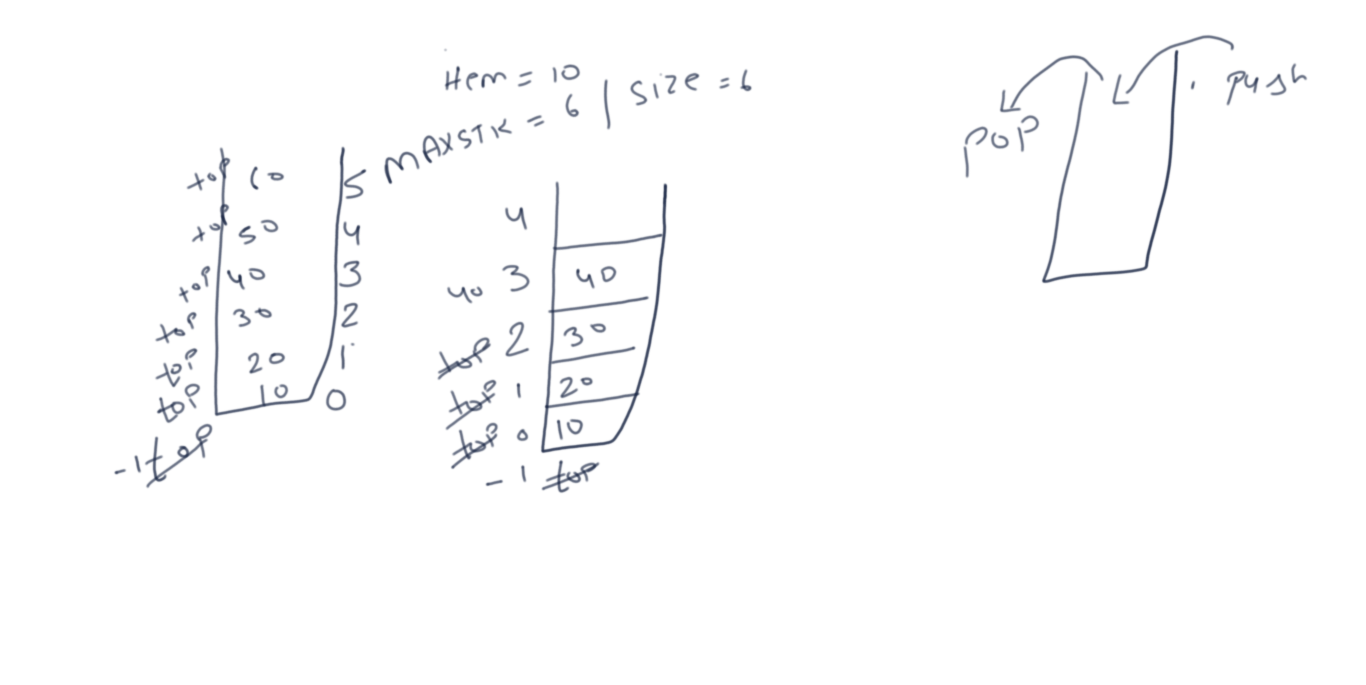 Item = 10
MAXSTK = 6 | Size = 6
push
pop
top 60 5
top 50 4
top 40 3
top 30 2
top 20 1
top 10 0
-1 top
4
40 3 40
top 2 30
top 1 20
top 0 10
-1 top